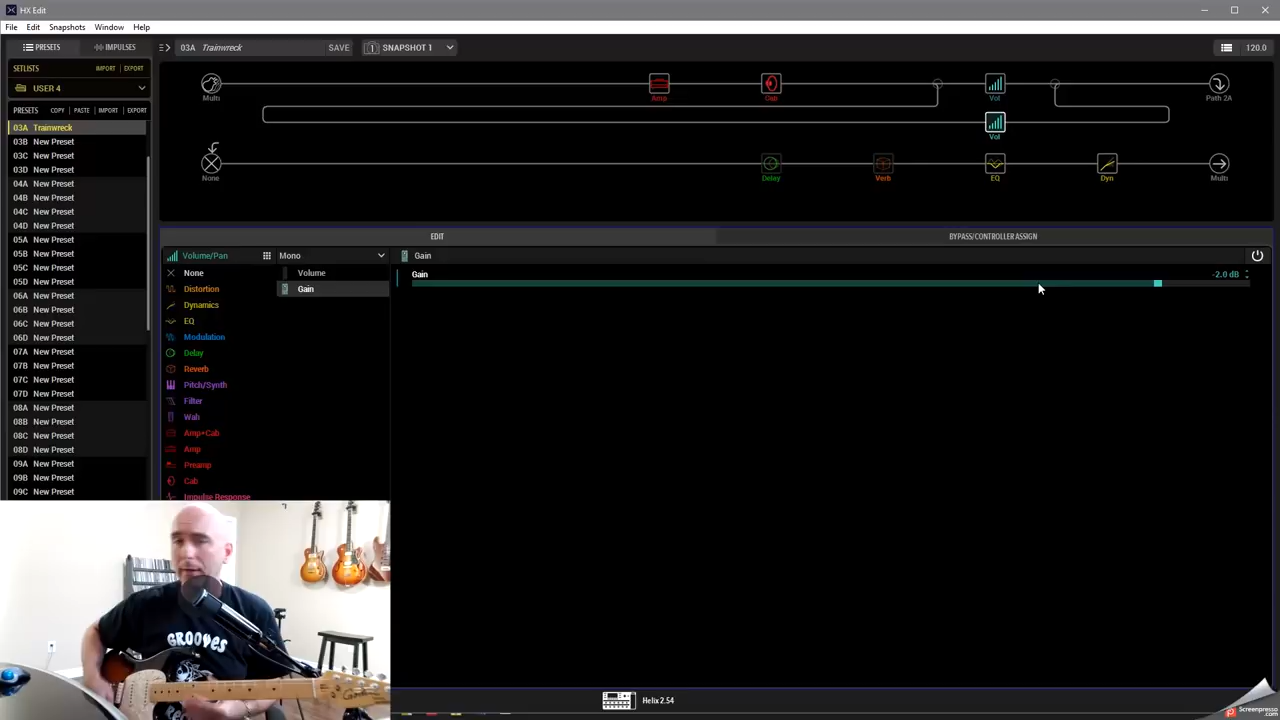 HX Edit
File Edit Snapshots Window Help
PRESETS IMPULSES
03A Trainwreck SAVE
1 SNAPSHOT 1
120.0
SETLISTS IMPORT EXPORT
USER 4
PRESETS COPY PASTE IMPORT EXPORT
03A Trainwreck
03B New Preset
03C New Preset
03D New Preset
04A New Preset
04B New Preset
04C New Preset
04D New Preset
05A New Preset
05B New Preset
05C New Preset
05D New Preset
06A New Preset
06B New Preset
06C New Preset
06D New Preset
07A New Preset
07B New Preset
07C New Preset
07D New Preset
08A New Preset
08B New Preset
08C New Preset
08D New Preset
09A New Preset
09B New Preset
09C New Preset
Multi Amp Cab Vol Path 2A
Vol
None Delay Verb EQ Dyn Multi
EDIT BYPASS/CONTROLLER ASSIGN
Volume/Pan Mono
None
Distortion
Dynamics
EQ
Modulation
Delay
Reverb
Pitch/Synth
Filter
Wah
Amp+Cab
Amp
Preamp
Cab
Impulse Response
Volume
Gain
Gain
Gain -2.0 dB
GROOVES
Helix 2.54
Screenpresso
.com